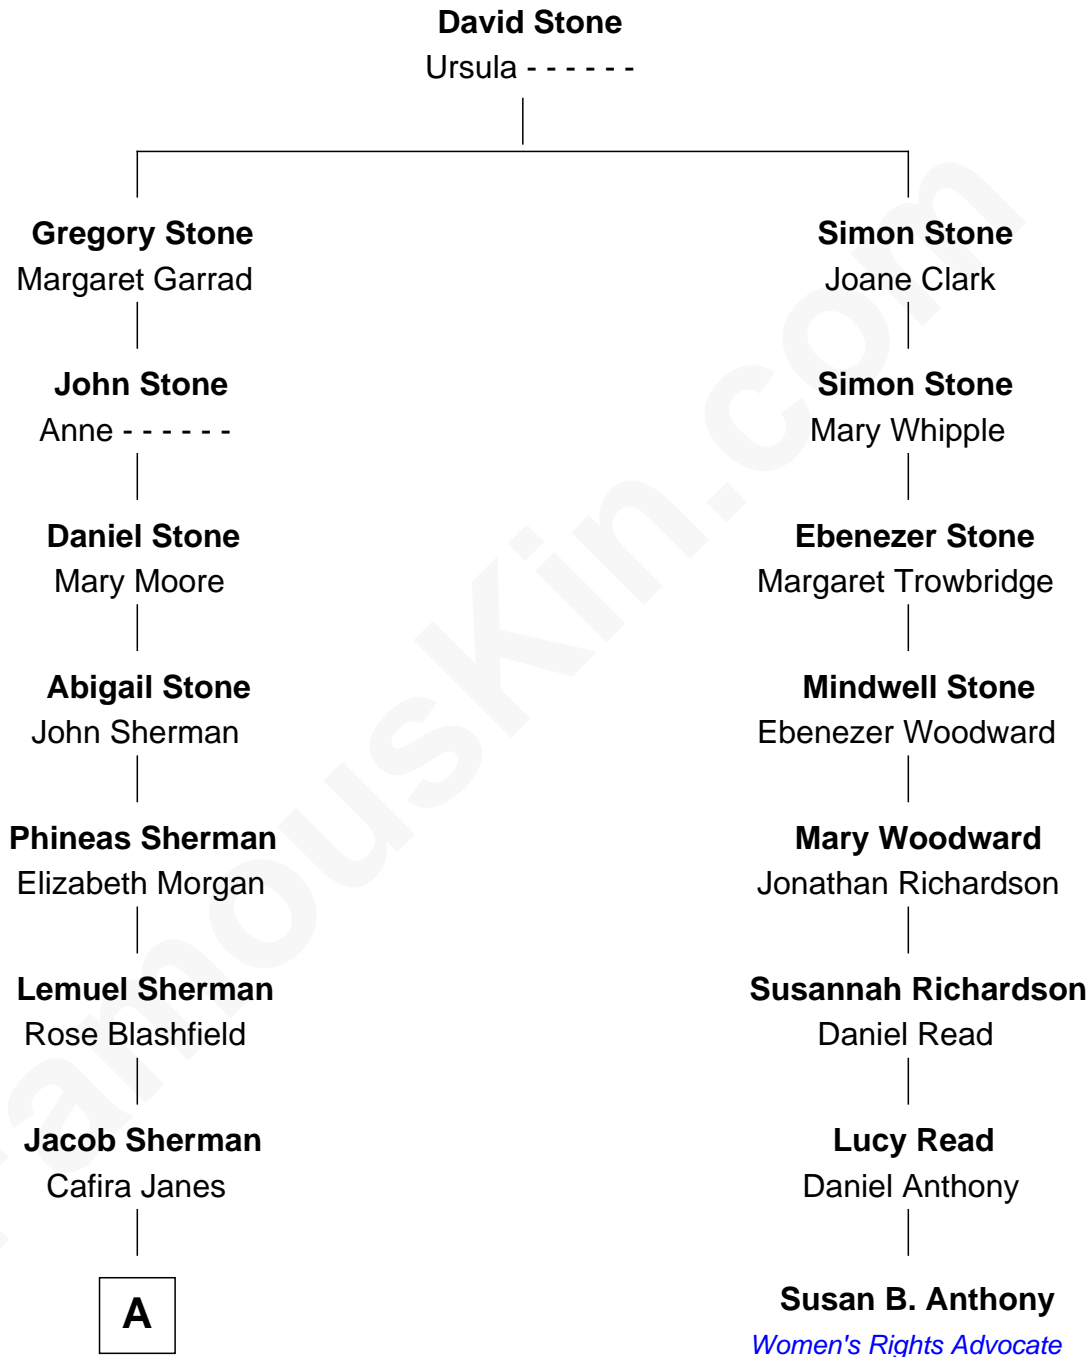 David Stone
Ursula - - - - - -
Gregory Stone
Margaret Garrad
Simon Stone
Joane Clark
John Stone
Anne - - - - - -
Simon Stone
Mary Whipple
Daniel Stone
Mary Moore
Ebenezer Stone
Margaret Trowbridge
Abigail Stone
John Sherman
Mindwell Stone
Ebenezer Woodward
Phineas Sherman
Elizabeth Morgan
Mary Woodward
Jonathan Richardson
Lemuel Sherman
Rose Blashfield
Susannah Richardson
Daniel Read
Jacob Sherman
Cafira Janes
Lucy Read
Daniel Anthony
A
Susan B. Anthony
Women's Rights Advocate
FamousKin.com